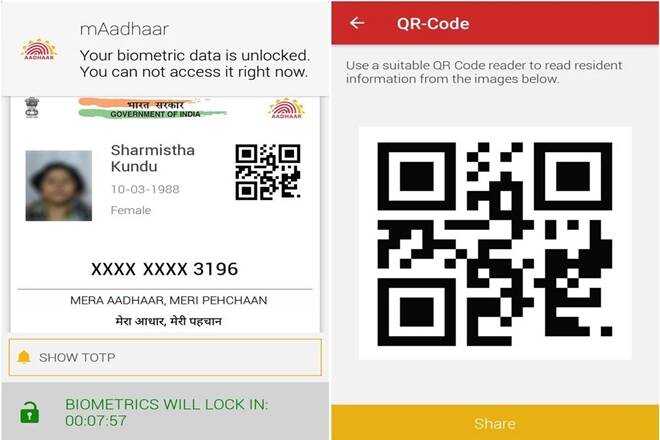 mAadhaar
Your biometric data is unlocked.
You can not access it right now.
AADHAAR
भारत सरकार
GOVERNMENT OF INDIA
AADHAAR
Sharmistha
Kundu
10-03-1988
Female
XXXX XXXX 3196
MERA AADHAAR, MERI PEHCHAAN
मेरा आधार, मेरी पहचान
SHOW TOTP
BIOMETRICS WILL LOCK IN:
00:07:57
QR-Code
Use a suitable QR Code reader to read resident
information from the images below.
Share